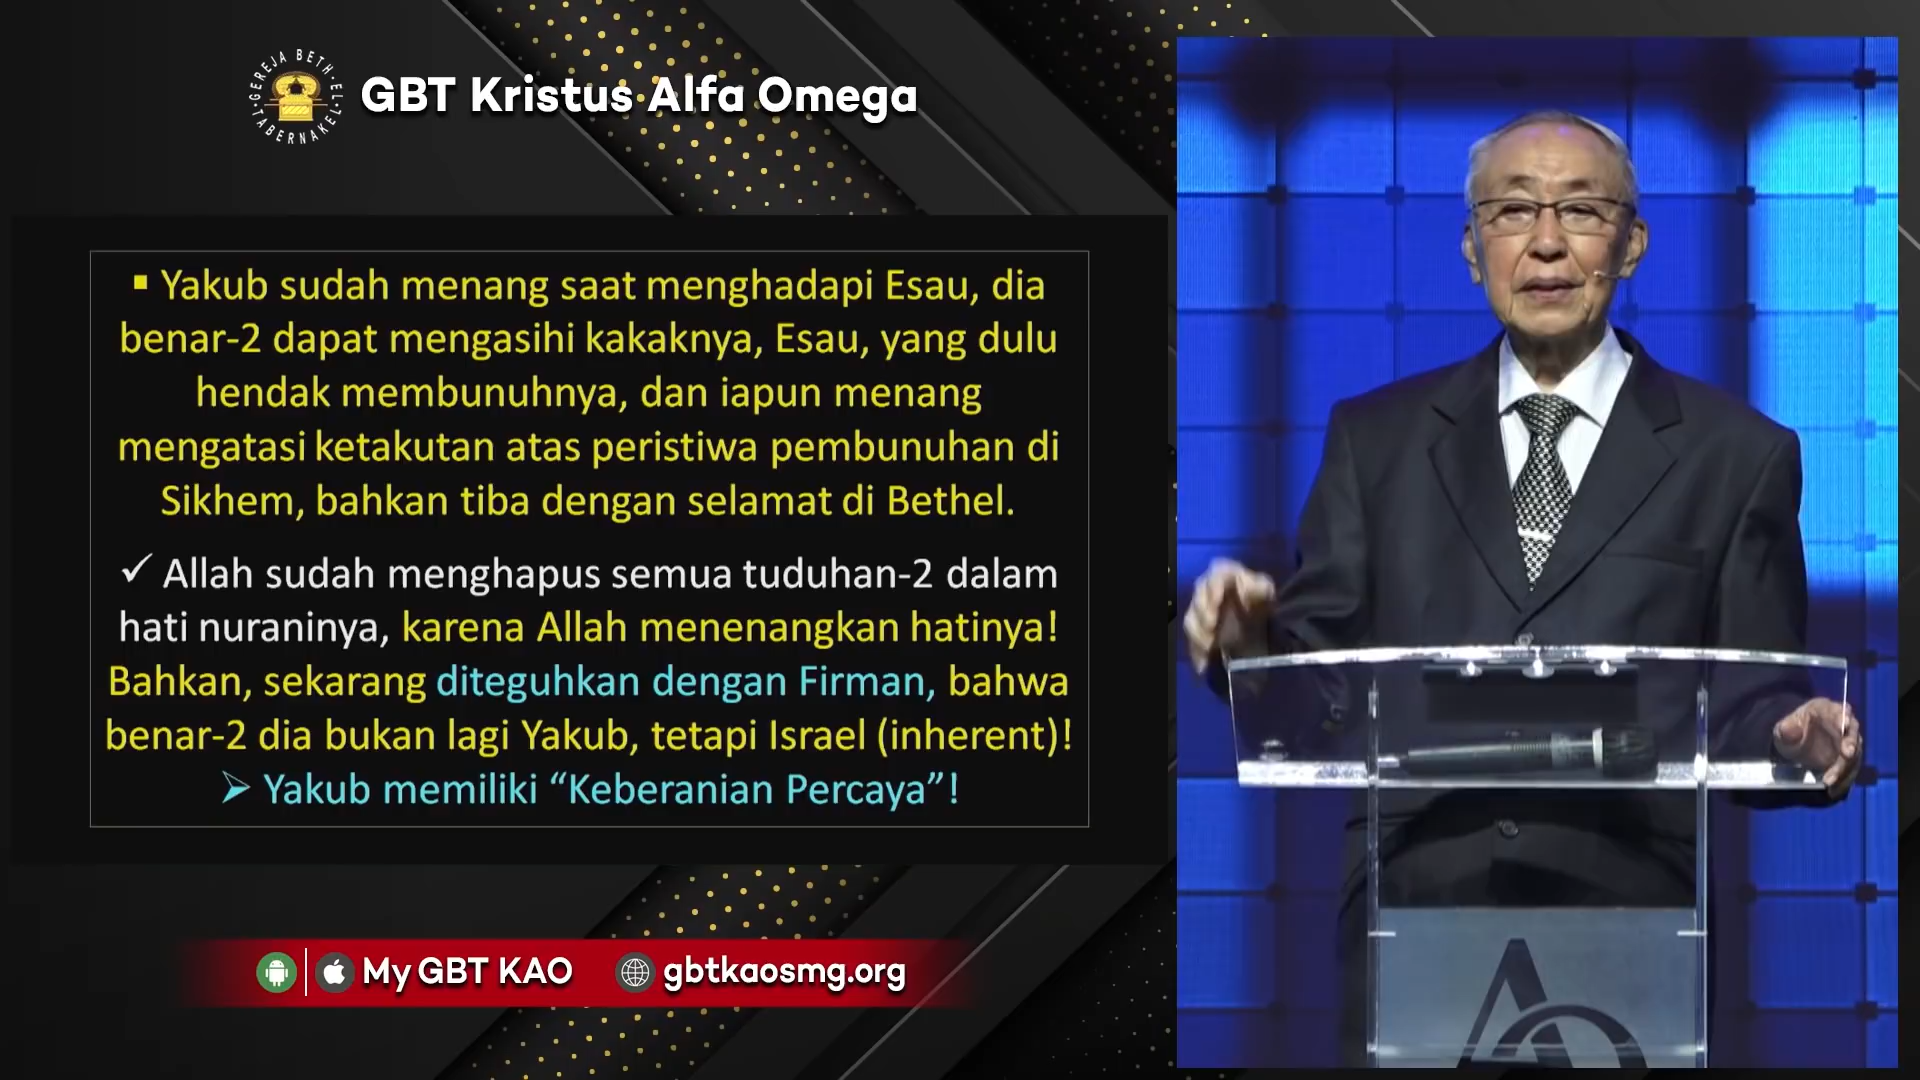 GEREJA BETH-EL TABERNAKEL
GBT Kristus Alfa Omega
▪ Yakub sudah menang saat menghadapi Esau, dia
benar-2 dapat mengasihi kakaknya, Esau, yang dulu
hendak membunuhnya, dan iapun menang
mengatasi ketakutan atas peristiwa pembunuhan di
Sikhem, bahkan tiba dengan selamat di Bethel.
✓ Allah sudah menghapus semua tuduhan-2 dalam
hati nuraninya, karena Allah menenangkan hatinya!
Bahkan, sekarang diteguhkan dengan Firman, bahwa
benar-2 dia bukan lagi Yakub, tetapi Israel (inherent)!
➢ Yakub memiliki “Keberanian Percaya”!
My GBT KAO
gbtkaosmg.org